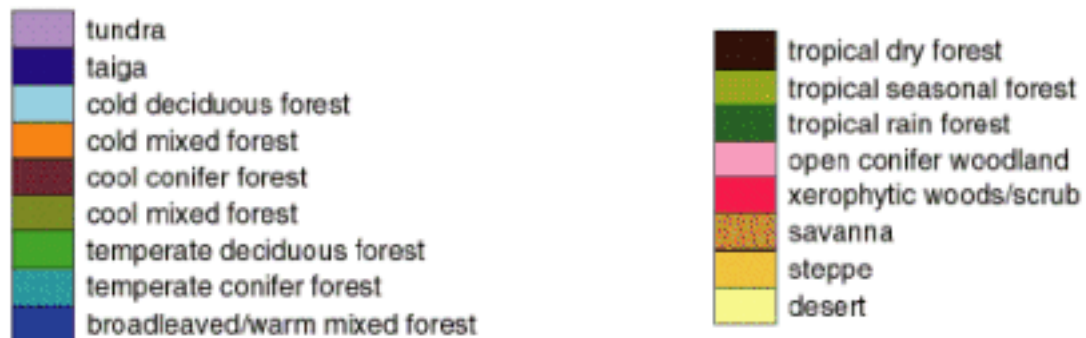 tundra
taiga
cold deciduous forest
cold mixed forest
cool conifer forest
cool mixed forest
temperate deciduous forest
temperate conifer forest
broadleaved/warm mixed forest
tropical dry forest
tropical seasonal forest
tropical rain forest
open conifer woodland
xerophytic woods/scrub
savanna
steppe
desert